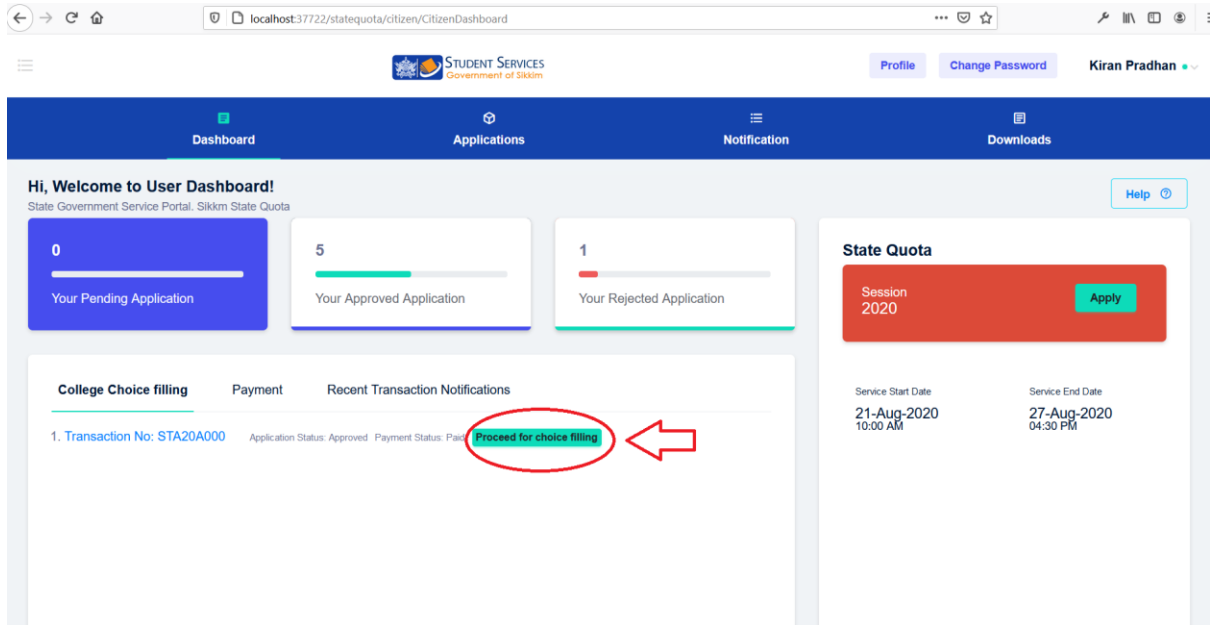 localhost:37722/statequota/citizen/CitizenDashboard
STUDENT SERVICES
Government of Sikkim
Profile
Change Password
Kiran Pradhan
Dashboard
Applications
Notification
Downloads
Hi, Welcome to User Dashboard!
State Government Service Portal. Sikkm State Quota
Help
0
Your Pending Application
5
Your Approved Application
1
Your Rejected Application
State Quota
Session
2020
Apply
Service Start Date
21-Aug-2020
10:00 AM
Service End Date
27-Aug-2020
04:30 PM
College Choice filling
Payment
Recent Transaction Notifications
1. Transaction No: STA20A000 Application Status: Approved Payment Status: Paid Proceed for choice filling